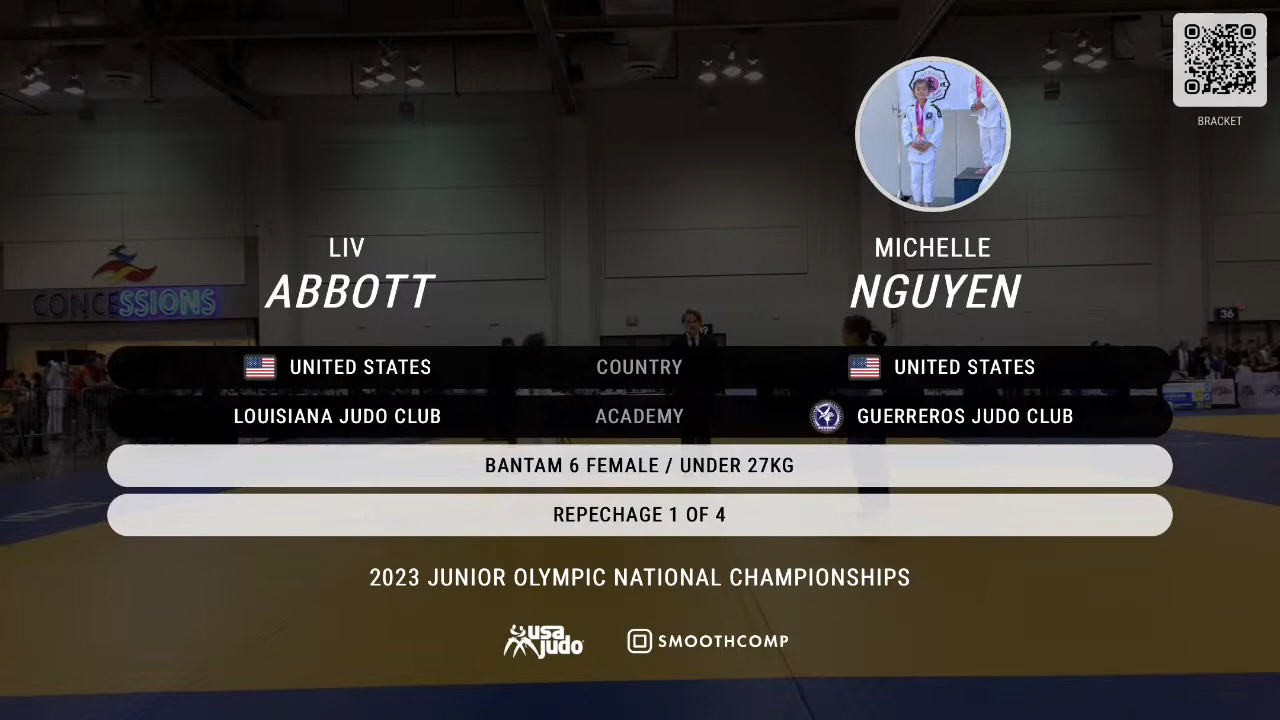 BRACKET
LIV
ABBOTT
MICHELLE
NGUYEN
CONCESSIONS
36
UNITED STATES COUNTRY UNITED STATES
LOUISIANA JUDO CLUB ACADEMY GUERREROS JUDO CLUB
BANTAM 6 FEMALE / UNDER 27KG
REPECHAGE 1 OF 4
2023 JUNIOR OLYMPIC NATIONAL CHAMPIONSHIPS
usa
judo
SMOOTHCOMP